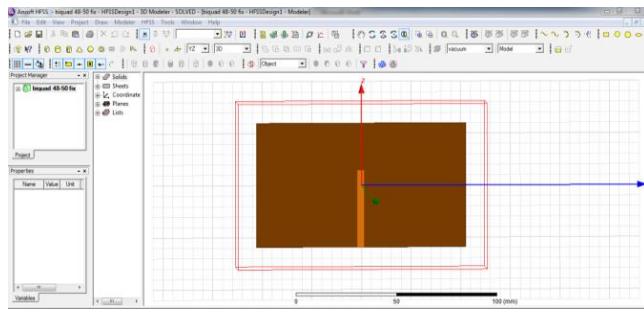 Ansoft HFSS - biquad 48-50 fix - HFSSDesign1 - 3D Modeler - SOLVED - [biquad 48-50 fix - HFSSDesign1 - Modeler]
File Edit View Project Draw Modeler HFSS Tools Window Help
YZ 3D
vacuum Model
Object
Project Manager
biquad 48-50 fix
Project
Solids
Sheets
Coordinate
Planes
Lists
Properties
Name Value Unit
Variables
Z
0 50 100 (mm)